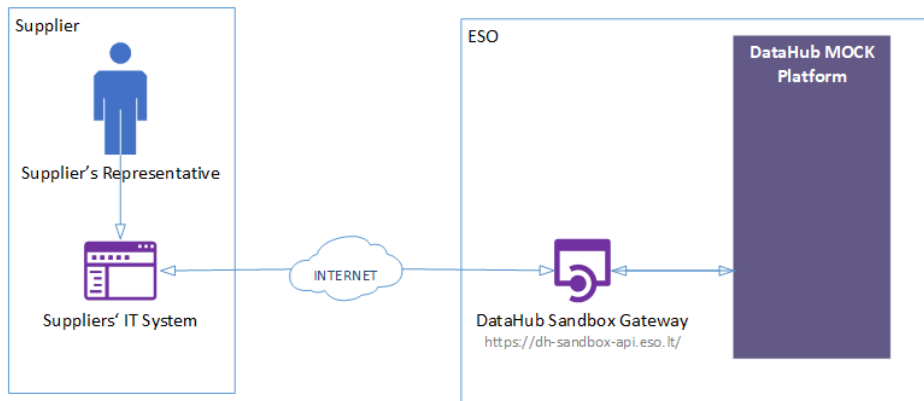 Supplier
Supplier's Representative
Suppliers‘ IT System
INTERNET
ESO
DataHub MOCK
Platform
DataHub Sandbox Gateway
https://dh-sandbox-api.eso.lt/